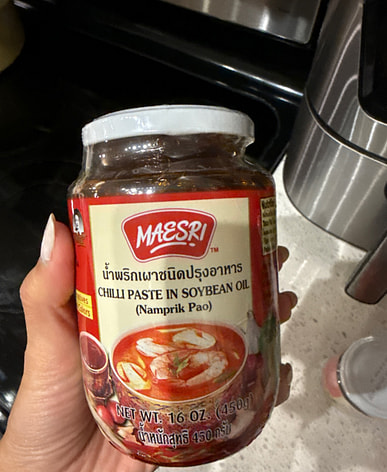 MAESRI
TM
น้ำพริกเผาชนิดปรุงอาหาร
CHILLI PASTE IN SOYBEAN OIL
(Namprik Pao)
NET WT. 16 OZ. (450g)
น้ำหนักสุทธิ 450 กรัม